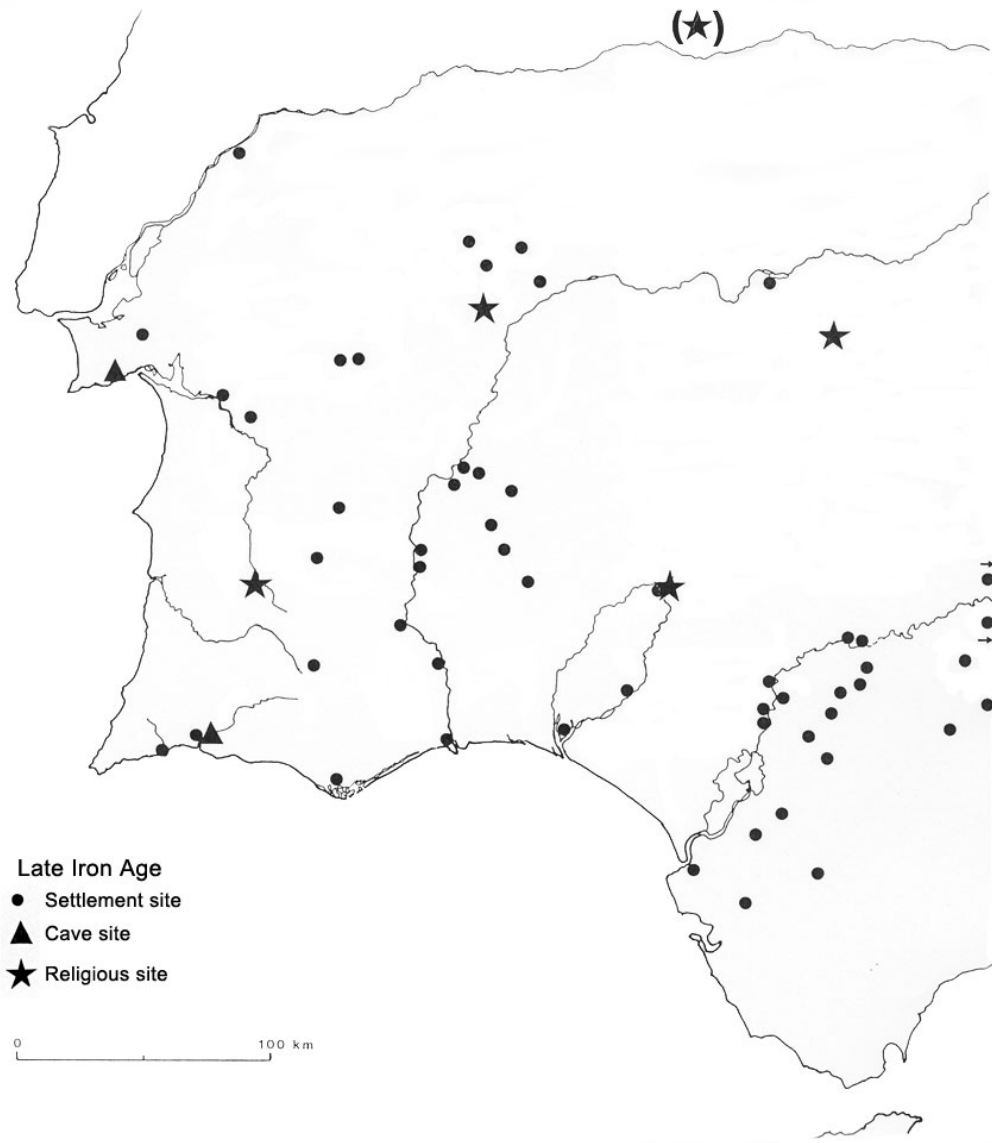 ( )
Late Iron Age
Settlement site
Cave site
Religious site
0 100 km